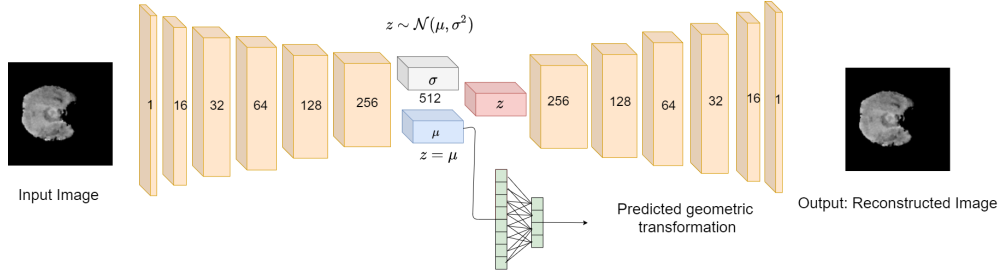 z ∼ 𝒩(μ, σ²)
1
16
32
64
128
256
σ
512
μ
z = μ
z
256
128
64
32
16
1
Input Image
Predicted geometric
transformation
Output: Reconstructed Image